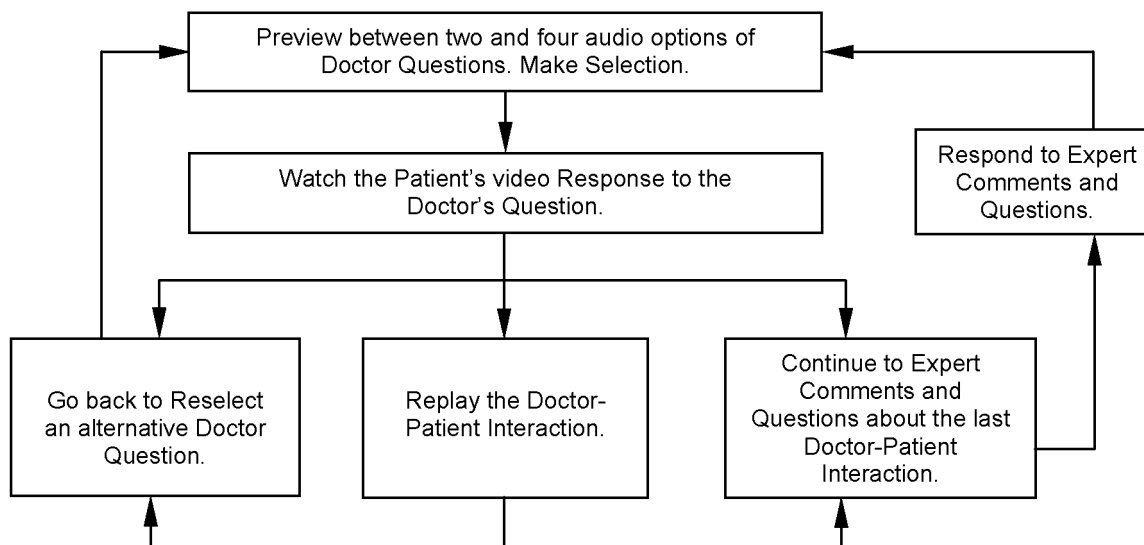 Preview between two and four audio options of
Doctor Questions. Make Selection.
Watch the Patient’s video Response to the
Doctor’s Question.
Respond to Expert
Comments and
Questions.
Go back to Reselect
an alternative Doctor
Question.
Replay the Doctor-
Patient Interaction.
Continue to Expert
Comments and
Questions about the last
Doctor-Patient
Interaction.